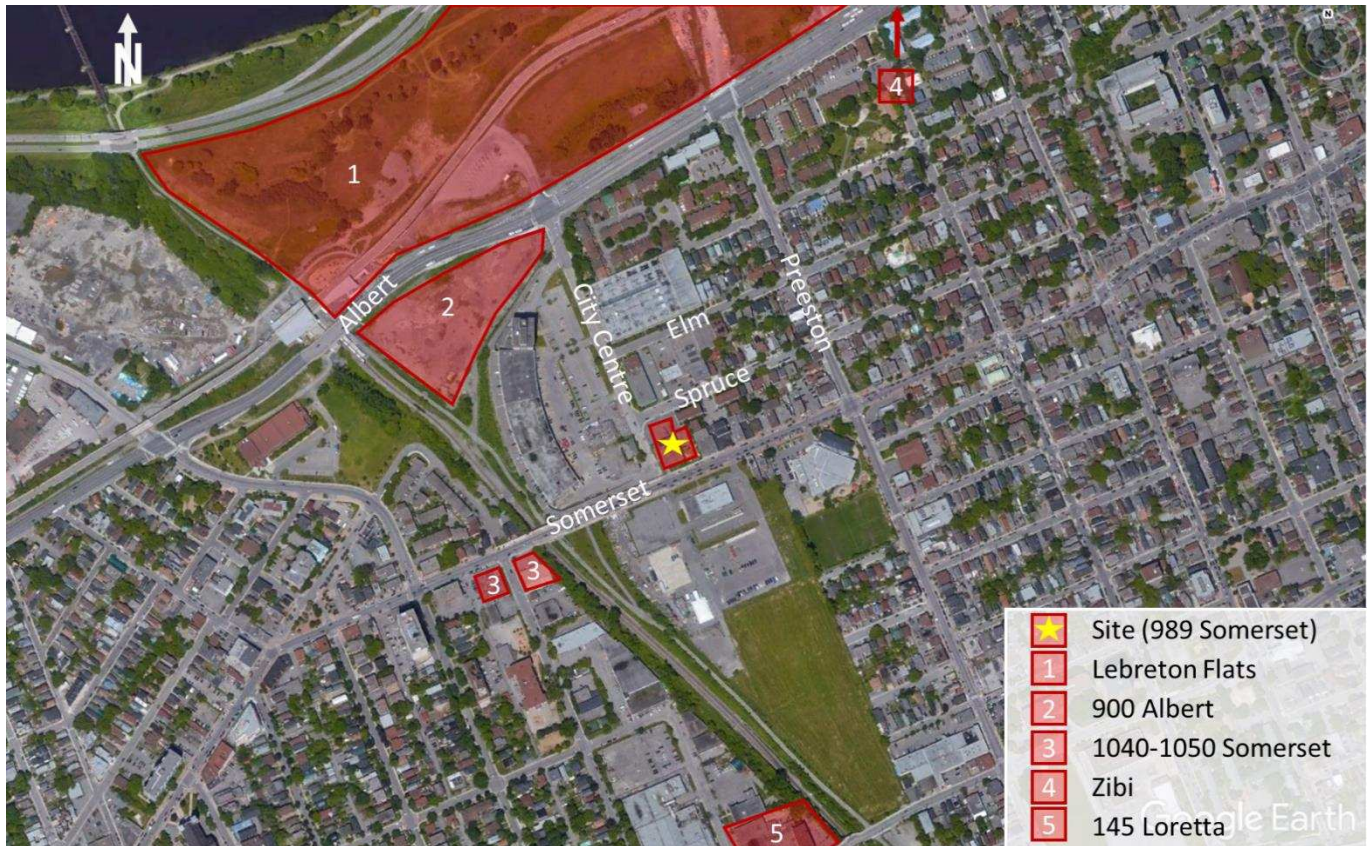 N
N
4
1
Albert
2
City Centre
Preeston
Elm
Spruce
Somerset
3
3
5
Site (989 Somerset)
1 Lebreton Flats
2 900 Albert
3 1040-1050 Somerset
4 Zibi
5 145 Loretta
Google Earth